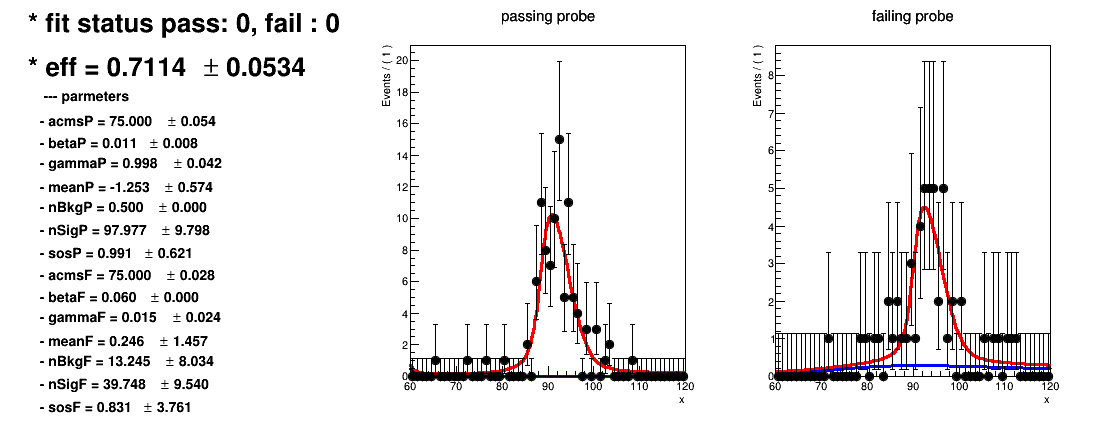 * fit status pass: 0, fail : 0
* eff = 0.7114 ± 0.0534
--- parmeters
- acmsP = 75.000 ± 0.054
- betaP = 0.011 ± 0.008
- gammaP = 0.998 ± 0.042
- meanP = -1.253 ± 0.574
- nBkgP = 0.500 ± 0.000
- nSigP = 97.977 ± 9.798
- sosP = 0.991 ± 0.621
- acmsF = 75.000 ± 0.028
- betaF = 0.060 ± 0.000
- gammaF = 0.015 ± 0.024
- meanF = 0.246 ± 1.457
- nBkgF = 13.245 ± 8.034
- nSigF = 39.748 ± 9.540
- sosF = 0.831 ± 3.761
passing probe
Events / ( 1 )
20
18
16
14
12
10
8
6
4
2
0
60 70 80 90 100 110 120
x
failing probe
Events / ( 1 )
8
7
6
5
4
3
2
1
0
60 70 80 90 100 110 120
x